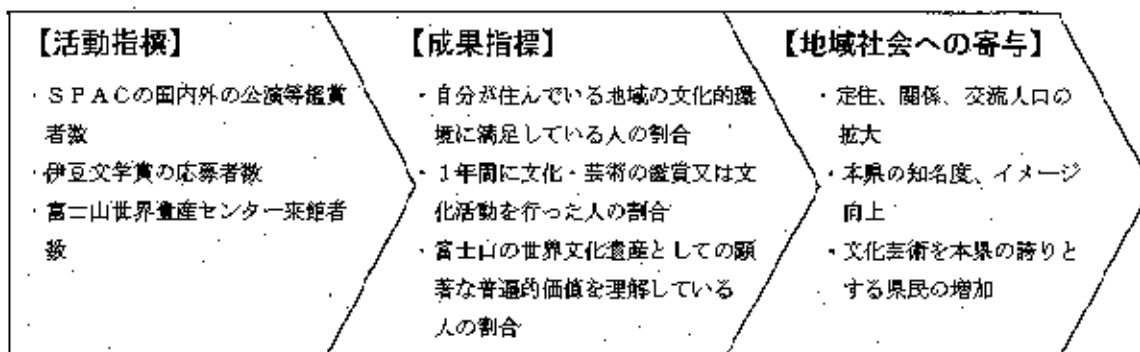 【活動指標】
・ＳＰＡＣの国内外の公演等鑑賞
者数
・伊豆文学賞の応募者数
・富士山世界遺産センター来館者
数
【成果指標】
・自分が住んでいる地域の文化的環
境に満足している人の割合
・１年間に文化・芸術の鑑賞又は文
化活動を行った人の割合
・富士山の世界文化遺産としての顕
著な普遍的価値を理解している
人の割合
【地域社会への寄与】
・定住、関係、交流人口の
拡大
・本県の知名度、イメージ
向上
・文化芸術を本県の誇りと
する県民の増加